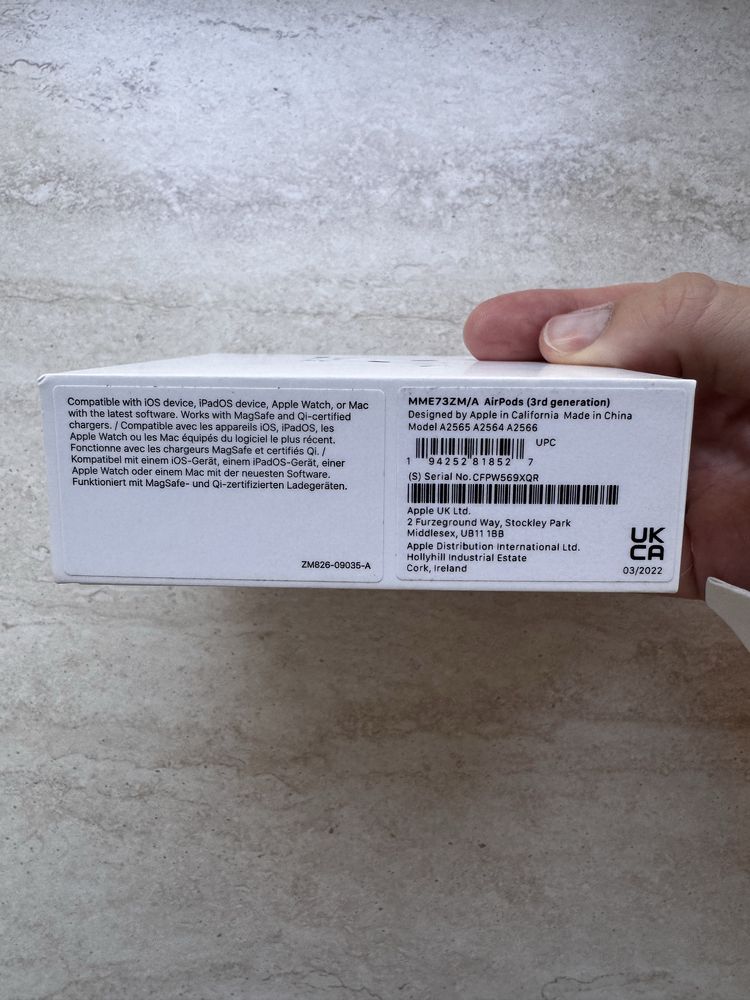 Compatible with iOS device, iPadOS device, Apple Watch, or Mac
with the latest software. Works with MagSafe and Qi-certified
chargers. / Compatible avec les appareils iOS, iPadOS, les
Apple Watch ou les Mac équipés du logiciel le plus récent.
Fonctionne avec les chargeurs MagSafe et certifiés Qi. /
Kompatibel mit einem iOS-Gerät, einem iPadOS-Gerät, einer
Apple Watch oder einem Mac mit der neuesten Software.
Funktioniert mit MagSafe- und Qi-zertifizierten Ladegeräten.
ZM826-09035-A
MME73ZM/A AirPods (3rd generation)
Designed by Apple in California Made in China
Model A2565 A2564 A2566
UPC
1 94252 81852 7
(S) Serial No.CFPW569XQR
Apple UK Ltd.
2 Furzeground Way, Stockley Park
Middlesex, UB11 1BB
Apple Distribution International Ltd.
Hollyhill Industrial Estate
Cork, Ireland
UK
CA
03/2022